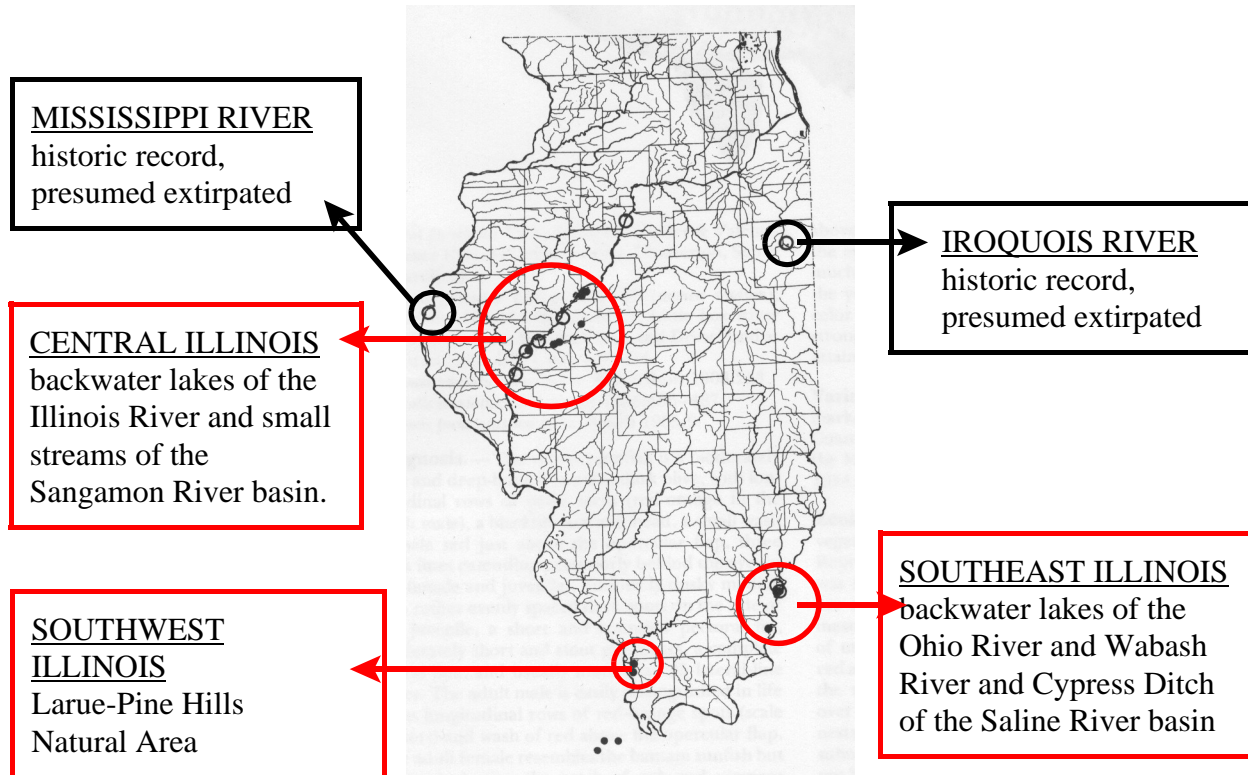 MISSISSIPPI RIVER
historic record,
presumed extirpated
IROQUOIS RIVER
historic record,
presumed extirpated
CENTRAL ILLINOIS
backwater lakes of the
Illinois River and small
streams of the
Sangamon River basin.
SOUTHWEST
ILLINOIS
Larue-Pine Hills
Natural Area
SOUTHEAST ILLINOIS
backwater lakes of the
Ohio River and Wabash
River and Cypress Ditch
of the Saline River basin